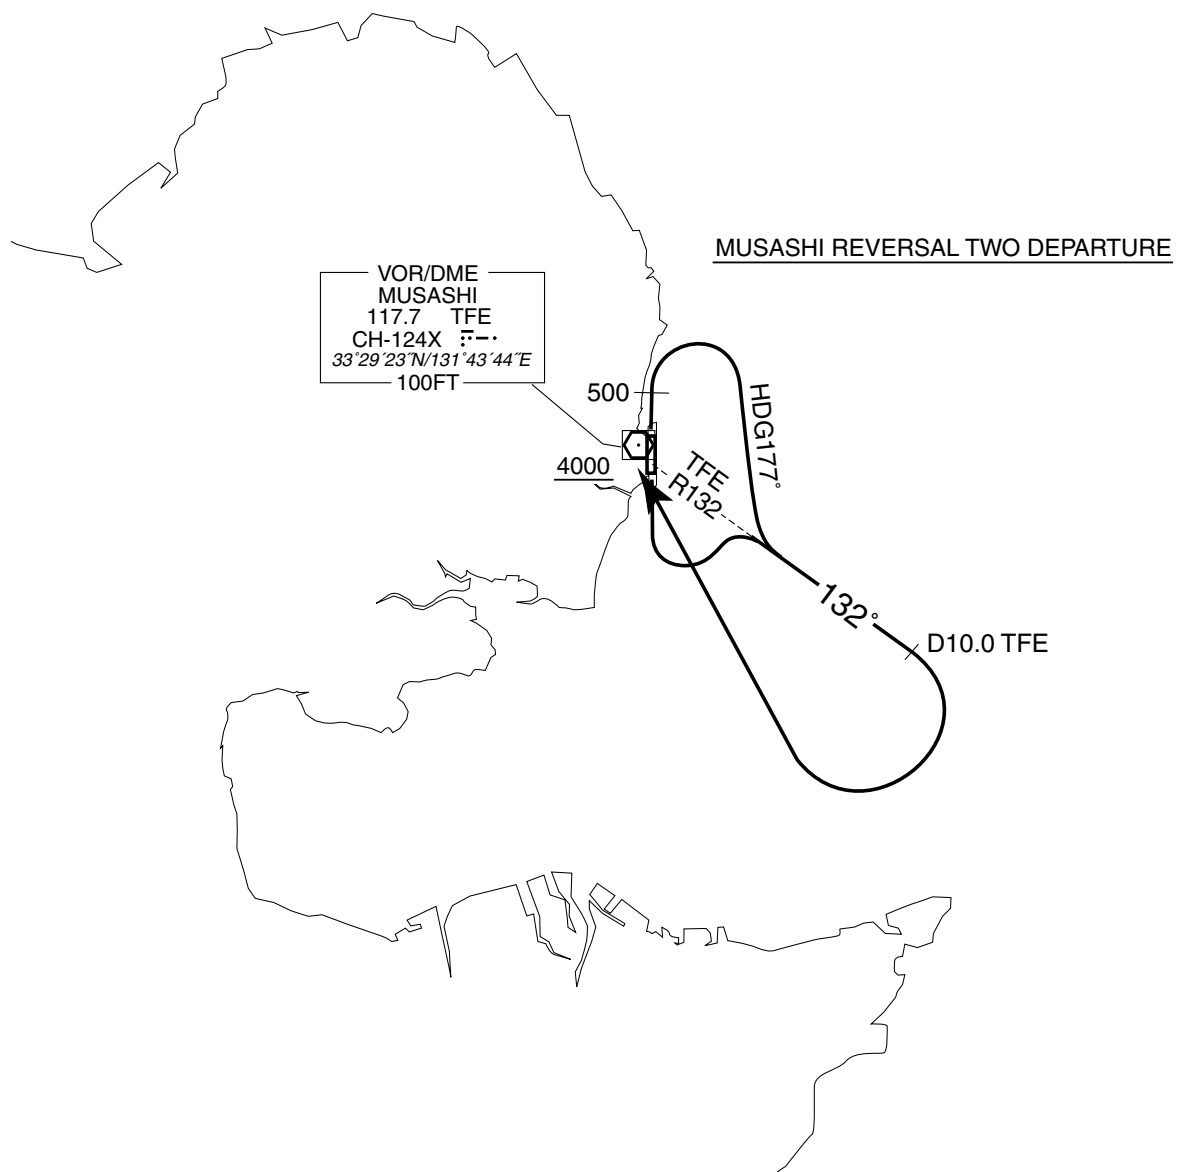 MUSASHI REVERSAL TWO DEPARTURE
VOR/DME
MUSASHI
117.7 TFE
CH-124X
33°29´23˝N/131°43´44˝E
100FT
500
HDG177°
4000
TFE
R132
132°
D10.0 TFE